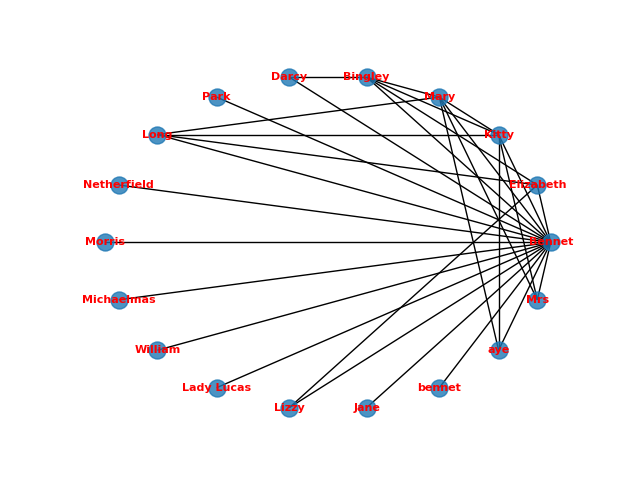 Darcy
Bingley
Park
Mary
Long
Kitty
Netherfield
Elizabeth
Morris
Bennet
Michaelmas
Mrs
William
aye
Lady Lucas
bennet
Lizzy
Jane